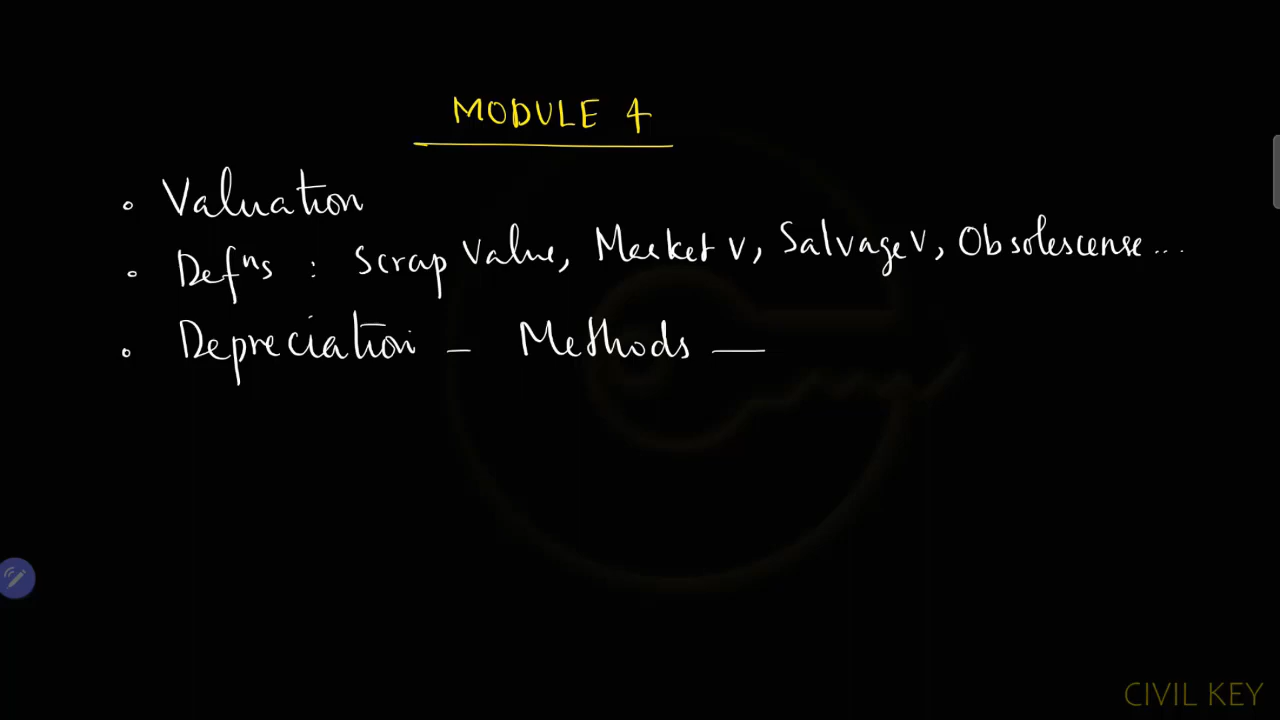 MODULE 4
• Valuation
• Defns : Scrap Value, Market v, Salvage v, Obsolescense ...
• Depreciation – Methods —
CIVIL KEY